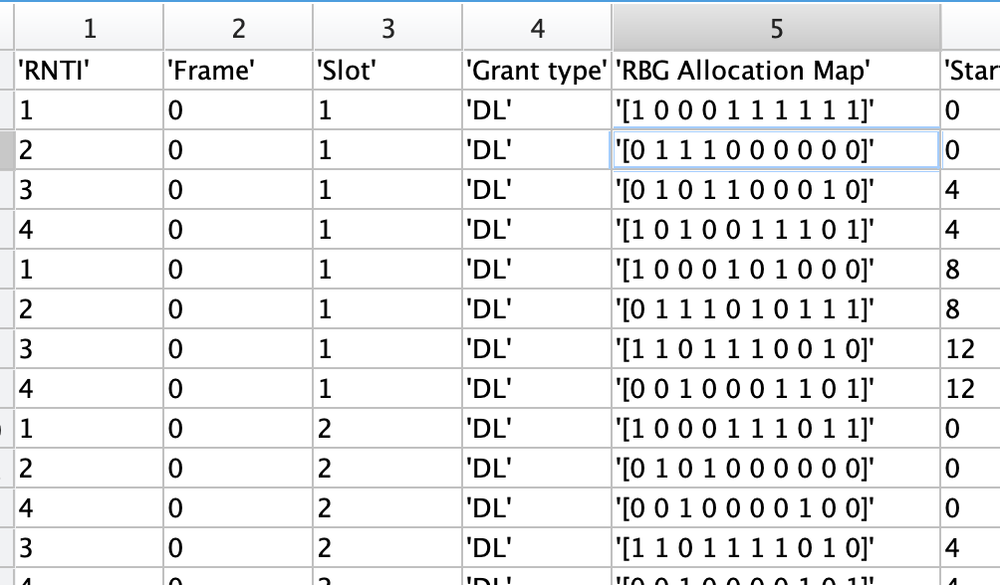 1 2 3 4 5
'RNTI' 'Frame' 'Slot' 'Grant type' 'RBG Allocation Map' 'Star
1 0 1 'DL' '[1 0 0 0 1 1 1 1 1 1]' 0
2 0 1 'DL' '[0 1 1 1 0 0 0 0 0 0]' 0
3 0 1 'DL' '[0 1 0 1 1 0 0 0 1 0]' 4
4 0 1 'DL' '[1 0 1 0 0 1 1 1 0 1]' 4
1 0 1 'DL' '[1 0 0 0 1 0 1 0 0 0]' 8
2 0 1 'DL' '[0 1 1 1 0 1 0 1 1 1]' 8
3 0 1 'DL' '[1 1 0 1 1 1 0 0 1 0]' 12
4 0 1 'DL' '[0 0 1 0 0 0 1 1 0 1]' 12
1 0 2 'DL' '[1 0 0 0 1 1 1 0 1 1]' 0
2 0 2 'DL' '[0 1 0 1 0 0 0 0 0 0]' 0
4 0 2 'DL' '[0 0 1 0 0 0 0 1 0 0]' 0
3 0 2 'DL' '[1 1 0 1 1 1 1 0 1 0]' 4